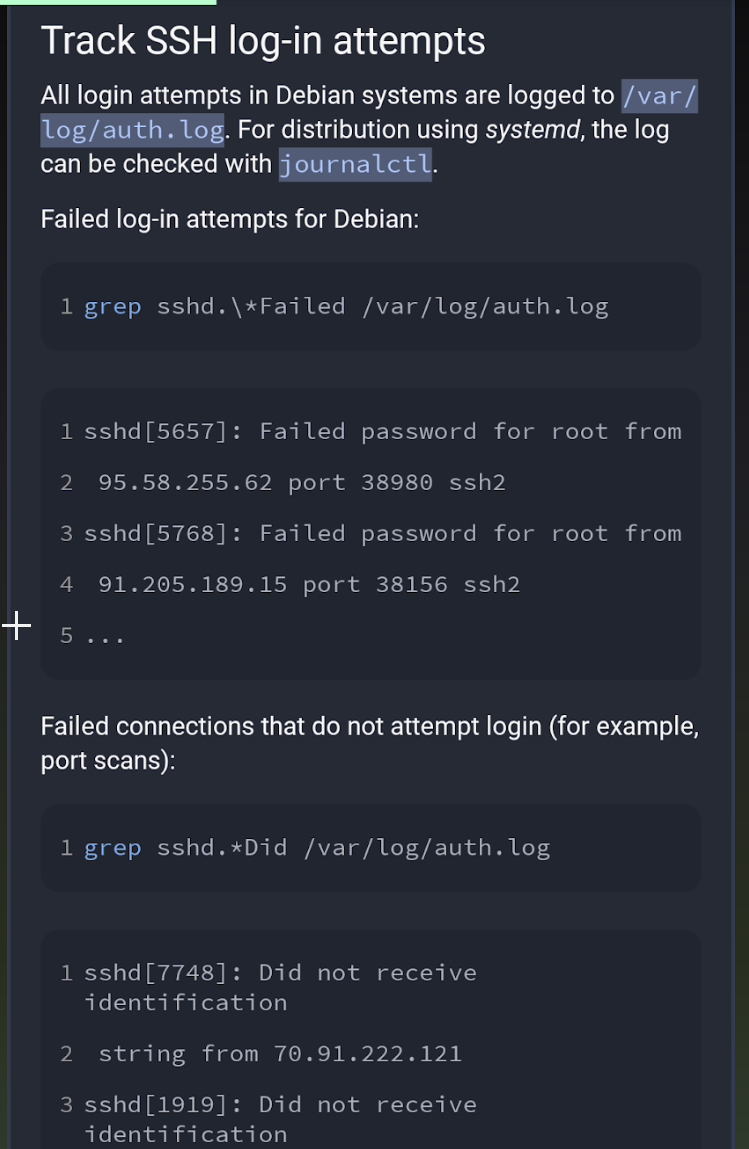 Track SSH log-in attempts
All login attempts in Debian systems are logged to /var/
log/auth.log. For distribution using systemd, the log
can be checked with journalctl.
Failed log-in attempts for Debian:
1 grep sshd.\*Failed /var/log/auth.log
1 sshd[5657]: Failed password for root from
2  95.58.255.62 port 38980 ssh2
3 sshd[5768]: Failed password for root from
4  91.205.189.15 port 38156 ssh2
5 ...
Failed connections that do not attempt login (for example,
port scans):
1 grep sshd.*Did /var/log/auth.log
1 sshd[7748]: Did not receive
identification
2  string from 70.91.222.121
3 sshd[1919]: Did not receive
identification